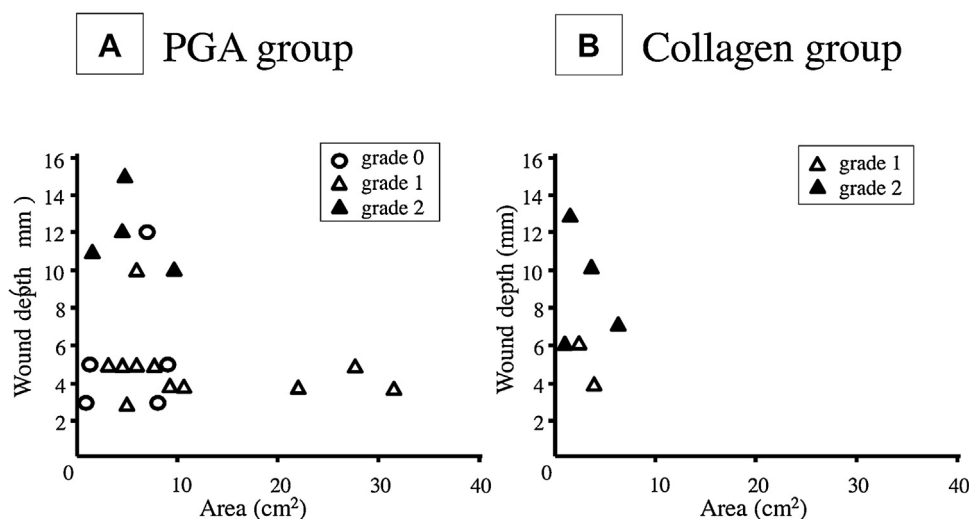 A PGA group
grade 0
grade 1
grade 2
16
14
12
10
8
6
4
2
0
10
20
30
40
Wound depth ( mm )
Area (cm²)
B Collagen group
grade 1
grade 2
16
14
12
10
8
6
4
2
0
10
20
30
40
Wound depth (mm)
Area (cm²)